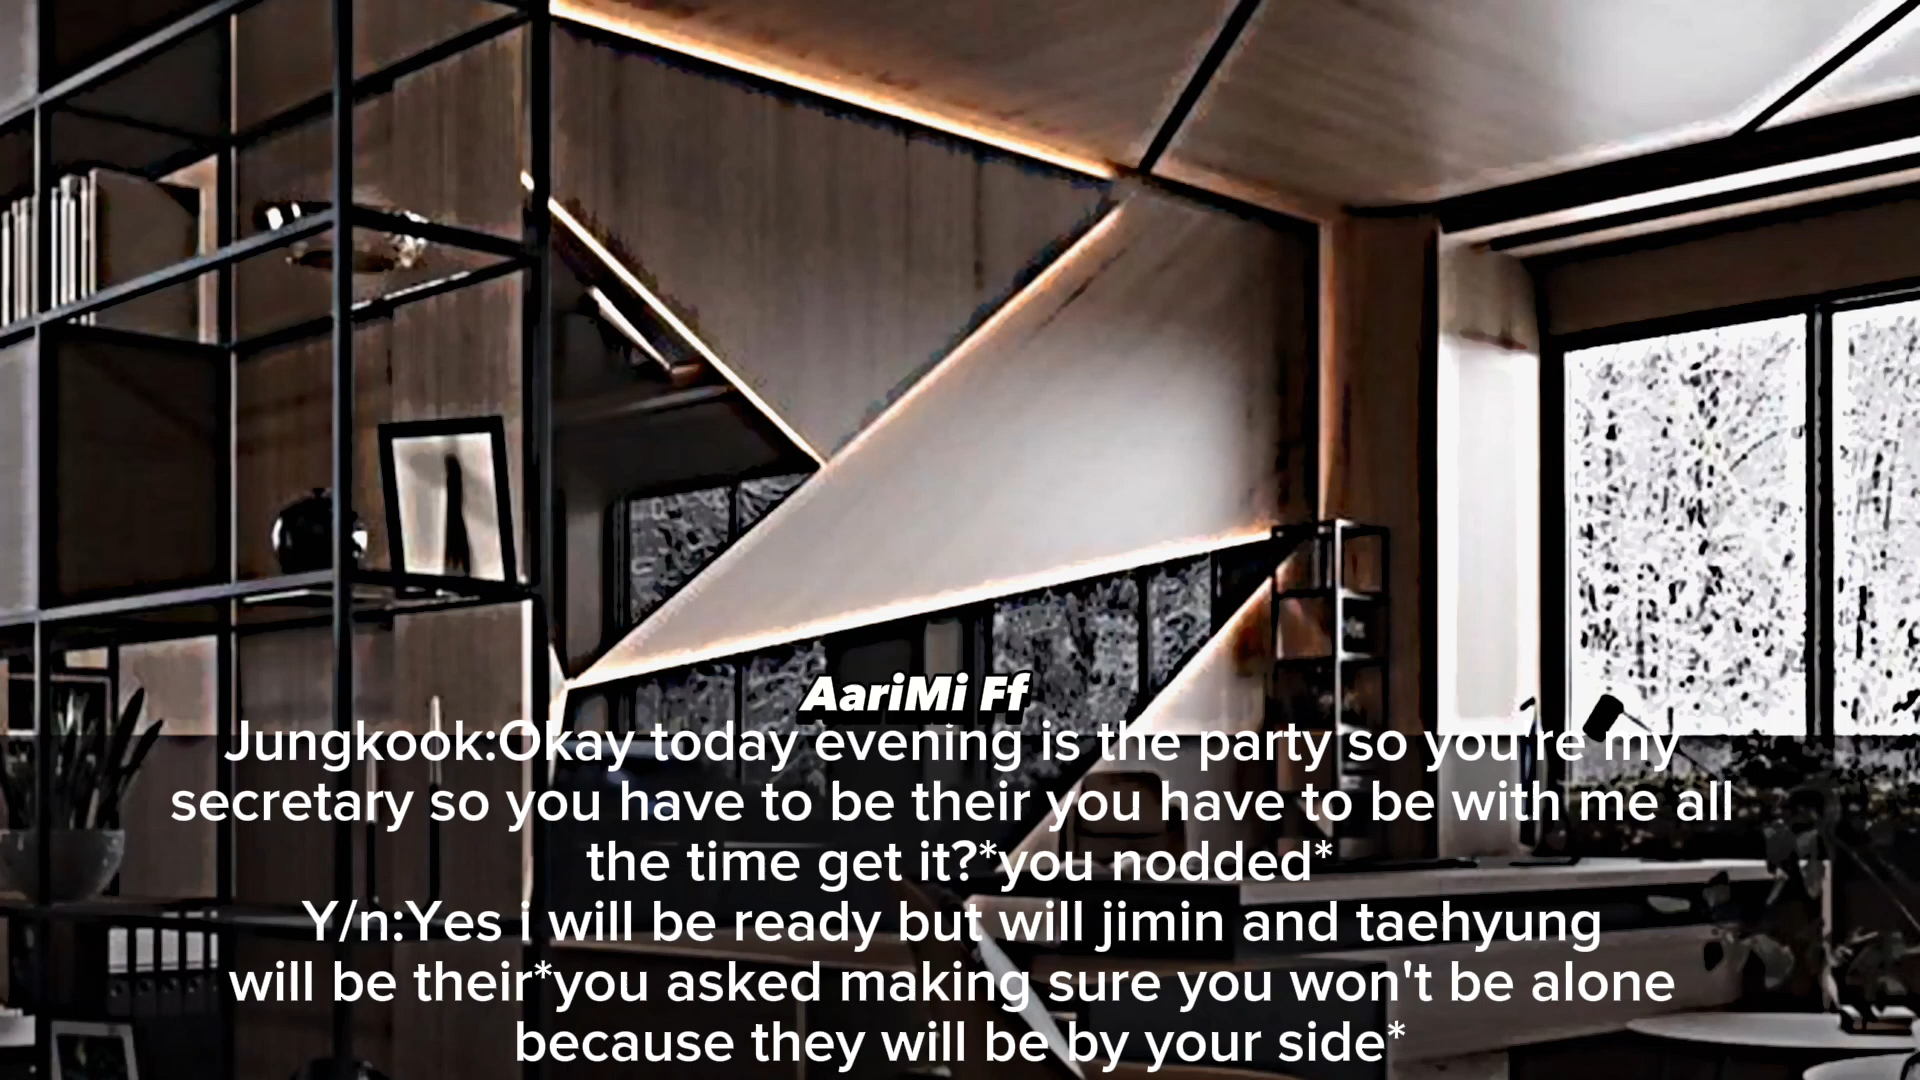 AariMi Ff
Jungkook:Okay today evening is the party so you're my
secretary so you have to be their you have to be with me all
the time get it?*you nodded*
Y/n:Yes i will be ready but will jimin and taehyung
will be their*you asked making sure you won't be alone
because they will be by your side*